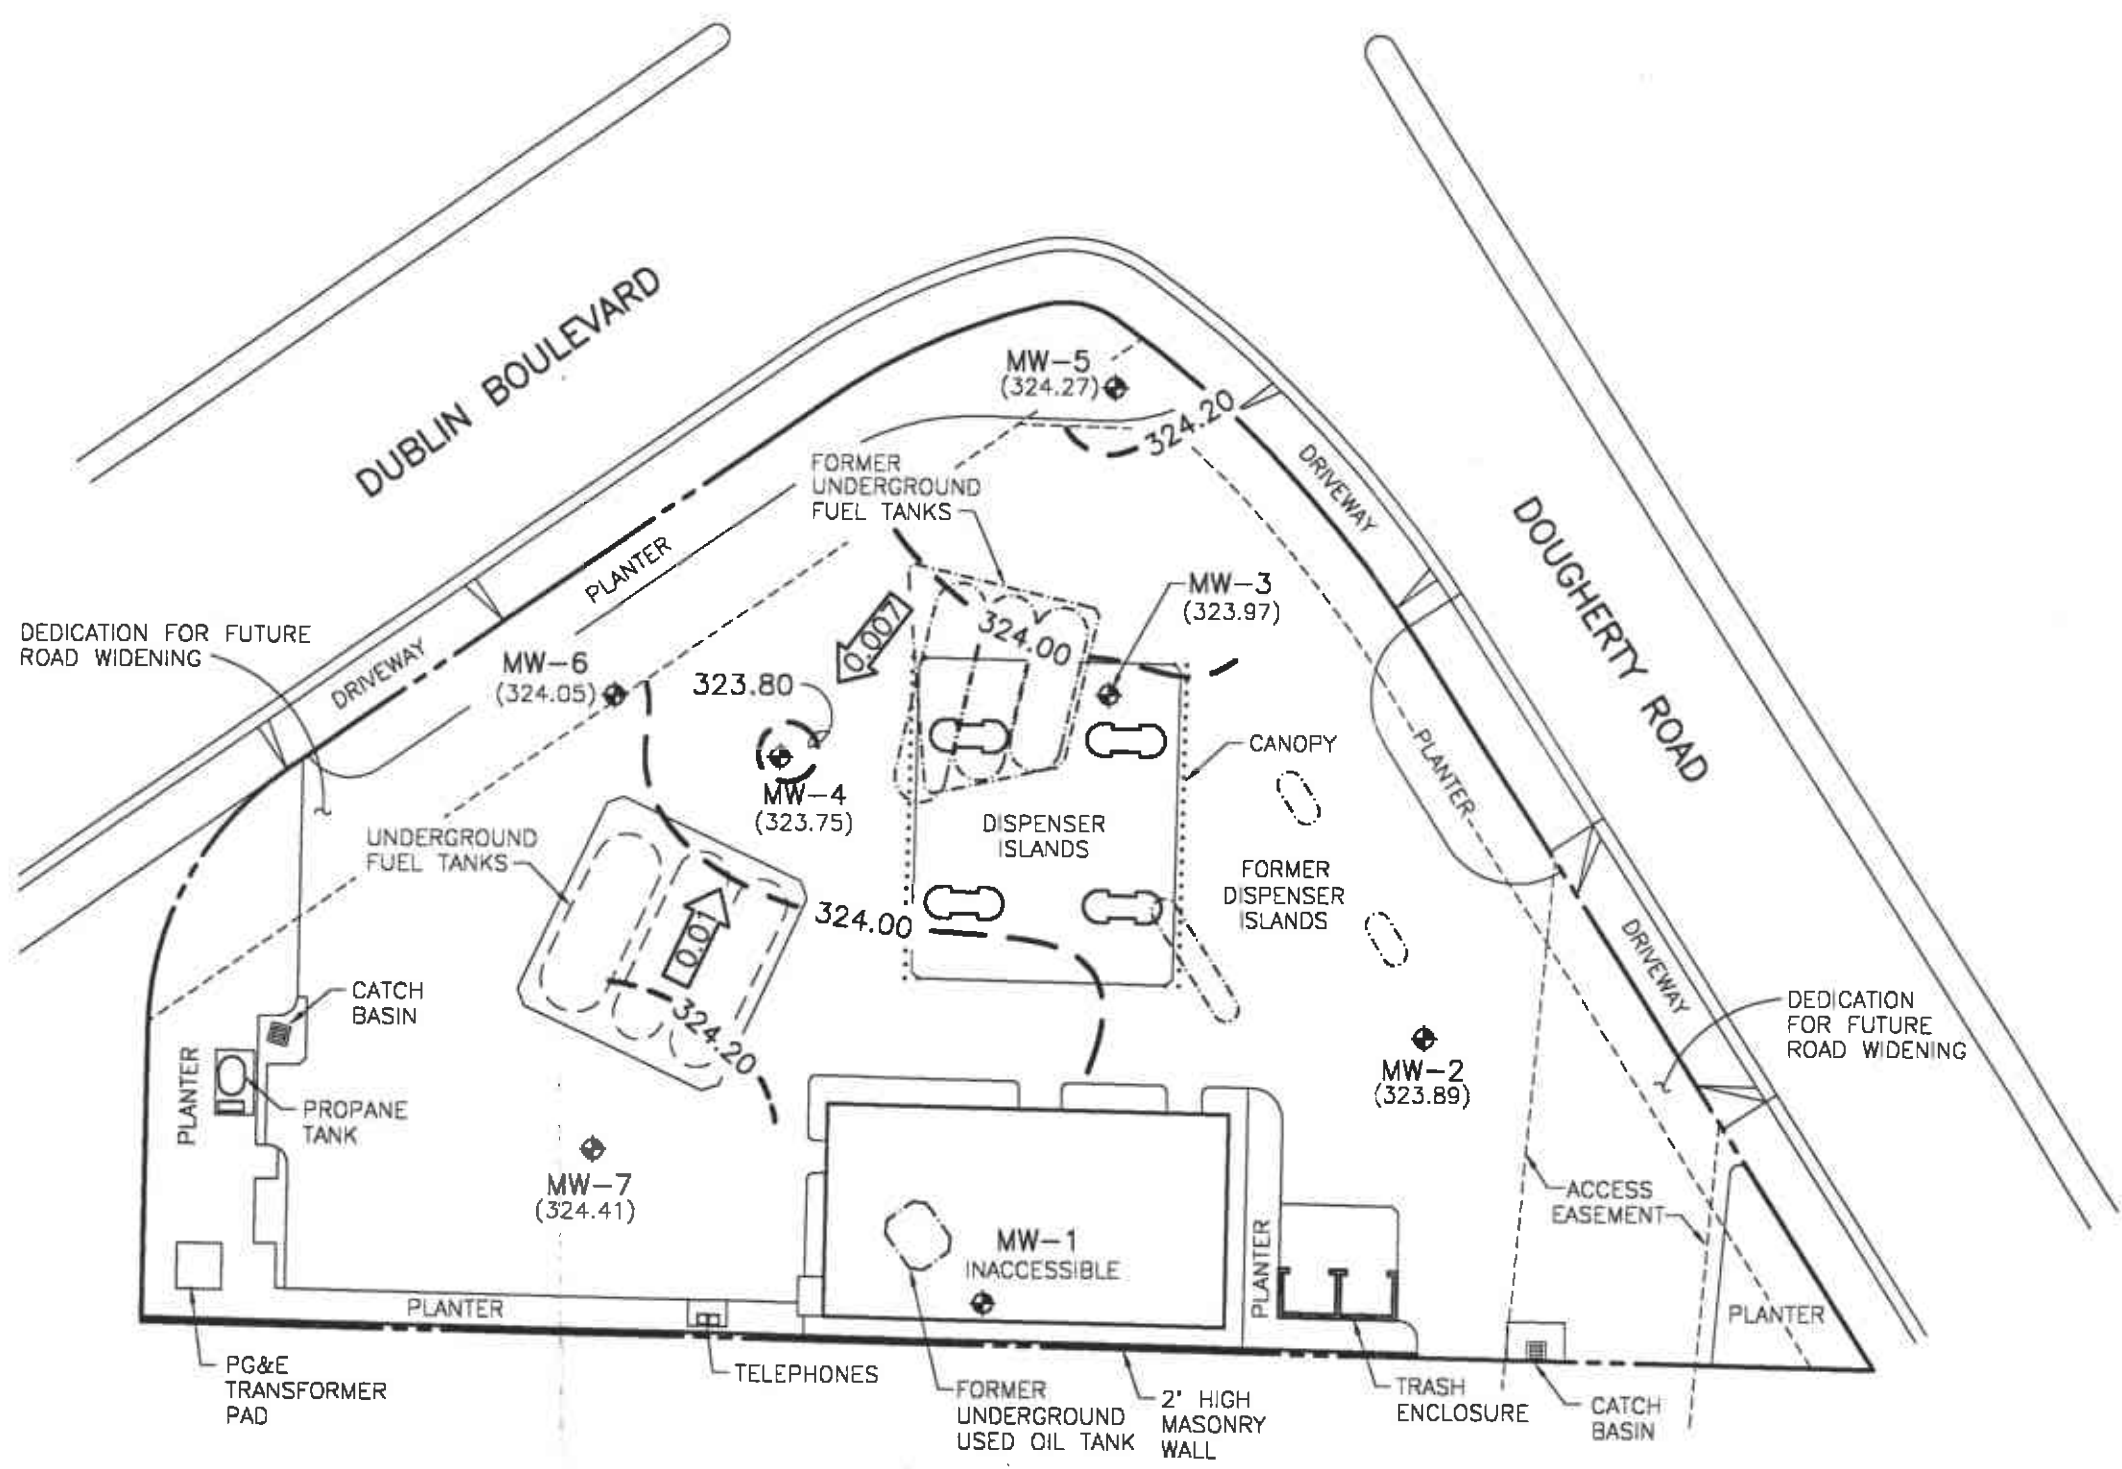 DUBLIN BOULEVARD
DOUGHERTY ROAD
MW-5
(324.27)
324.20
DRIVEWAY
FORMER
UNDERGROUND
FUEL TANKS
PLANTER
MW-3
(323.97)
0.007
324.00
DEDICATION FOR FUTURE
ROAD WIDENING
DRIVEWAY
MW-6
(324.05)
323.80
MW-4
(323.75)
CANOPY
PLANTER
UNDERGROUND
FUEL TANKS
DISPENSER
ISLANDS
FORMER
DISPENSER
ISLANDS
324.00
0.01
DRIVEWAY
CATCH
BASIN
324.20
DEDICATION
FOR FUTURE
ROAD WIDENING
MW-2
(323.89)
PLANTER
PROPANE
TANK
MW-7
(324.41)
ACCESS
EASEMENT
MW-1
INACCESSIBLE
PLANTER
PLANTER
PLANTER
PG&E
TRANSFORMER
PAD
TELEPHONES
FORMER
UNDERGROUND
USED OIL TANK
2' HIGH
MASONRY
WALL
TRASH
ENCLOSURE
CATCH
BASIN